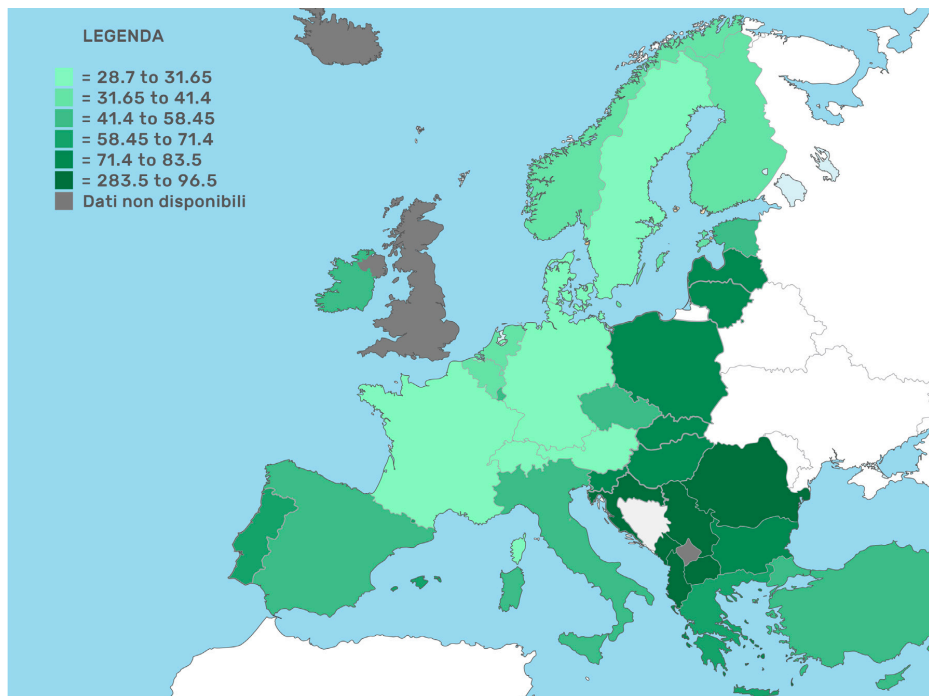 LEGENDA
= 28.7 to 31.65
= 31.65 to 41.4
= 41.4 to 58.45
= 58.45 to 71.4
= 71.4 to 83.5
= 283.5 to 96.5
Dati non disponibili